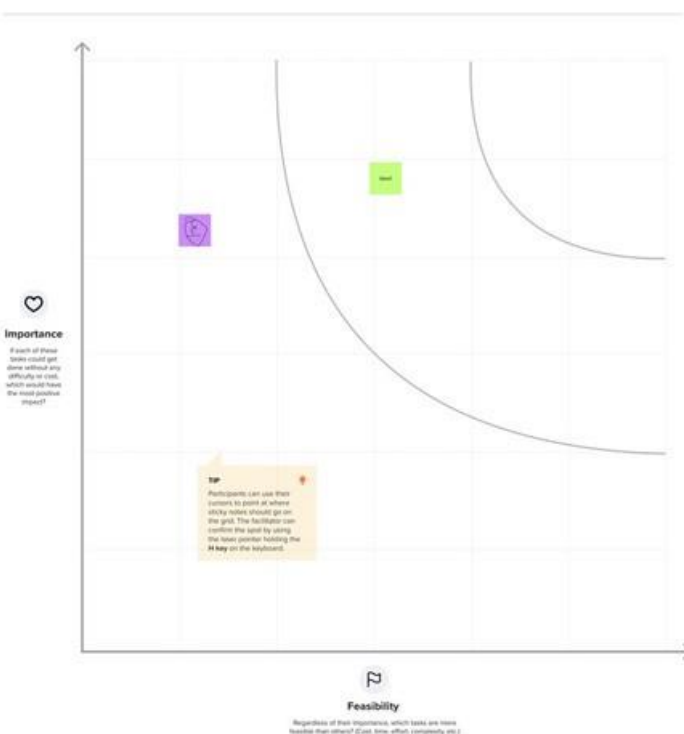 Importance
If each of these
tasks could get
done without any
difficulty or cost,
which would have
the most positive
impact?
TIP
Participants can use their
cursors to point at where
sticky notes should go on
the grid. The facilitator can
confirm the spot by using
the laser pointer holding the
H key on the keyboard.
Feasibility
Regardless of their importance, which tasks are more
feasible than others? (Cost, time, effort, complexity, etc.)